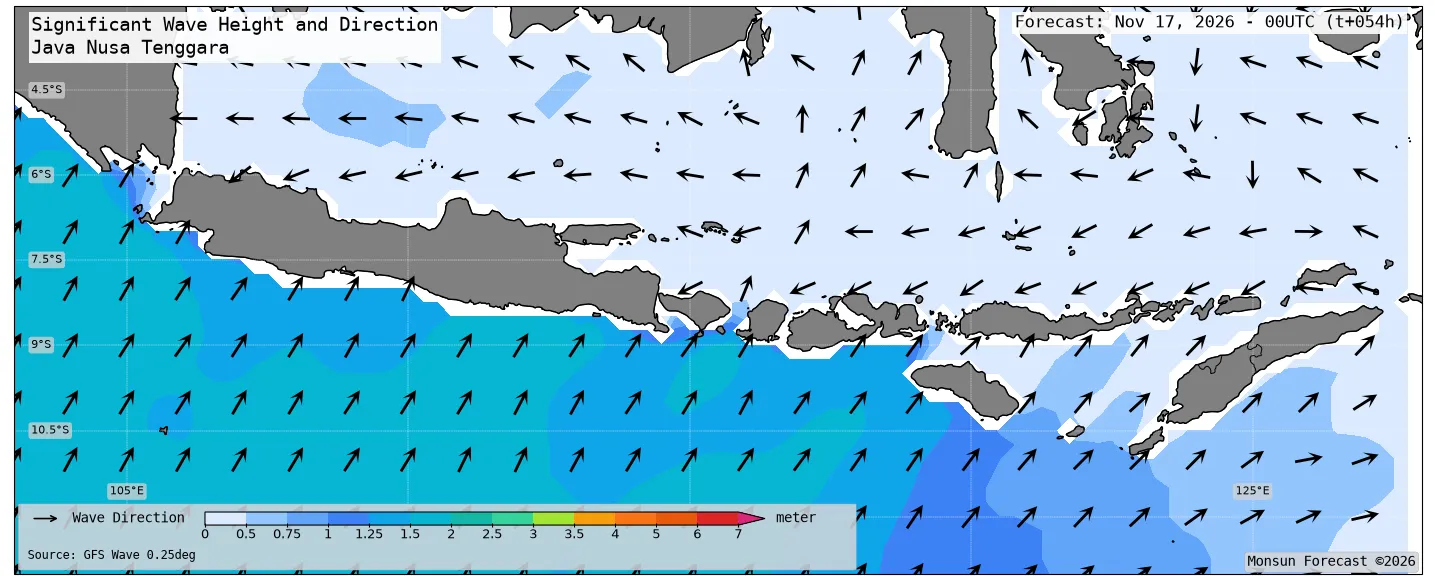 Significant Wave Height and Direction
Java Nusa Tenggara
Forecast: Nov 17, 2026 - 00UTC (t+054h)
4.5°S
6°S
7.5°S
9°S
10.5°S
105°E
125°E
Wave Direction
meter
0 0.5 0.75 1 1.25 1.5 2 2.5 3 3.5 4 5 6 7
Source: GFS Wave 0.25deg
Monsun Forecast ©2026